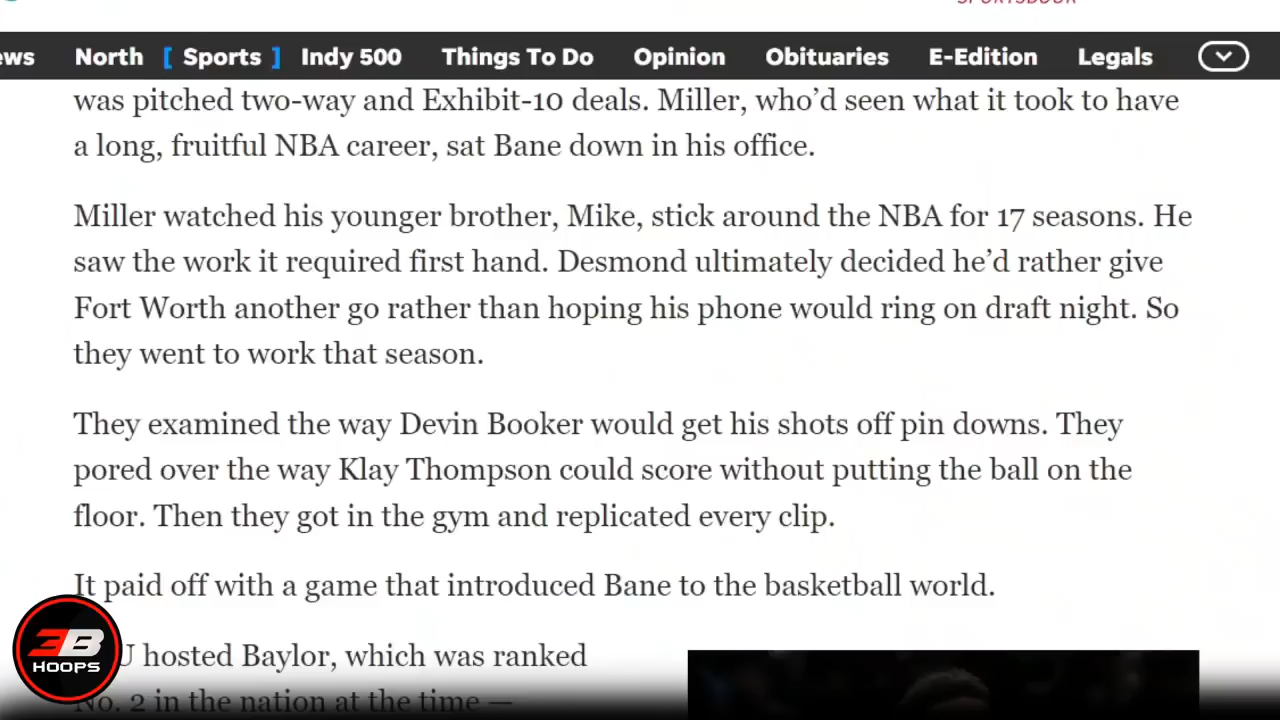 ews North [ Sports ] Indy 500 Things To Do Opinion Obituaries E-Edition Legals
was pitched two-way and Exhibit-10 deals. Miller, who’d seen what it took to have
a long, fruitful NBA career, sat Bane down in his office.
Miller watched his younger brother, Mike, stick around the NBA for 17 seasons. He
saw the work it required first hand. Desmond ultimately decided he’d rather give
Fort Worth another go rather than hoping his phone would ring on draft night. So
they went to work that season.
They examined the way Devin Booker would get his shots off pin downs. They
pored over the way Klay Thompson could score without putting the ball on the
floor. Then they got in the gym and replicated every clip.
It paid off with a game that introduced Bane to the basketball world.
U hosted Baylor, which was ranked
No. 2 in the nation at the time —
3B
HOOPS